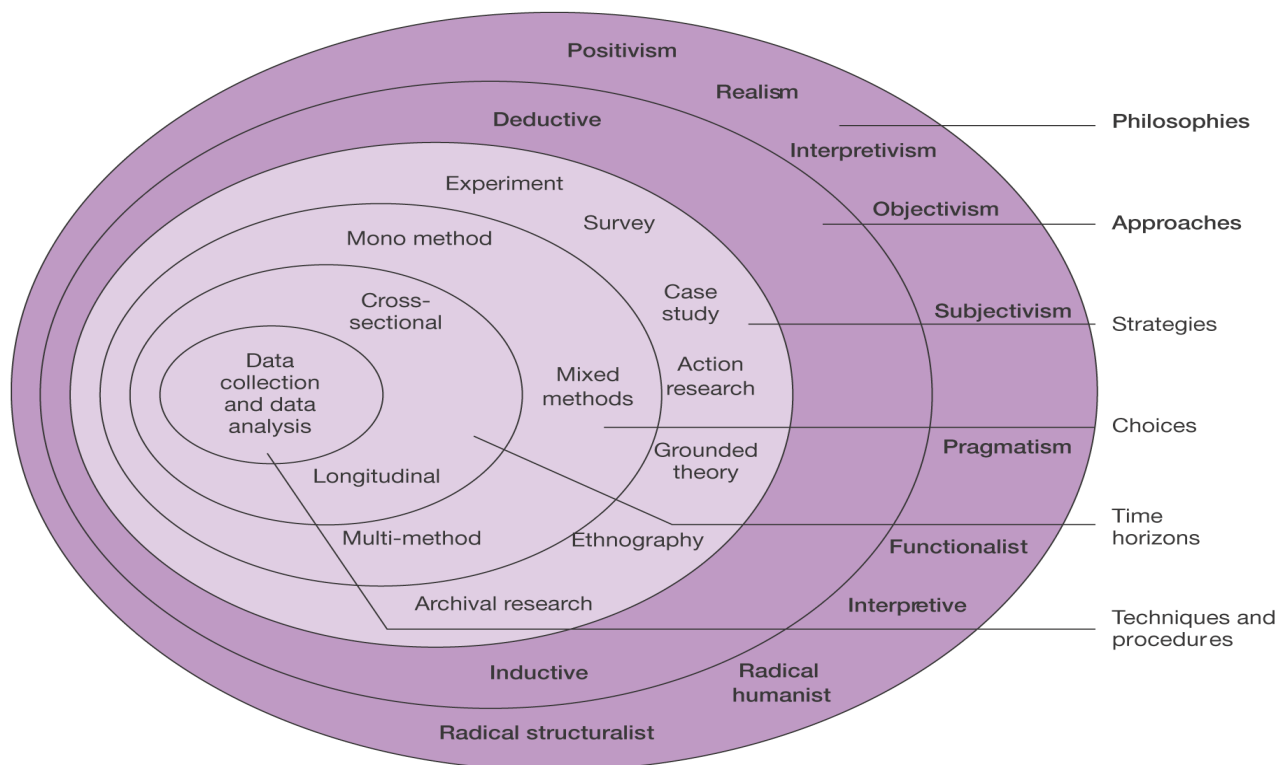 Positivism
Realism
Deductive
Philosophies
Interpretivism
Experiment
Objectivism
Survey
Approaches
Mono method
Case
study
Cross-
sectional
Subjectivism
Strategies
Data
collection
and data
analysis
Mixed
methods
Action
research
Choices
Pragmatism
Grounded
theory
Longitudinal
Time
horizons
Multi-method
Ethnography
Functionalist
Archival research
Interpretive
Techniques and
procedures
Inductive
Radical
humanist
Radical structuralist